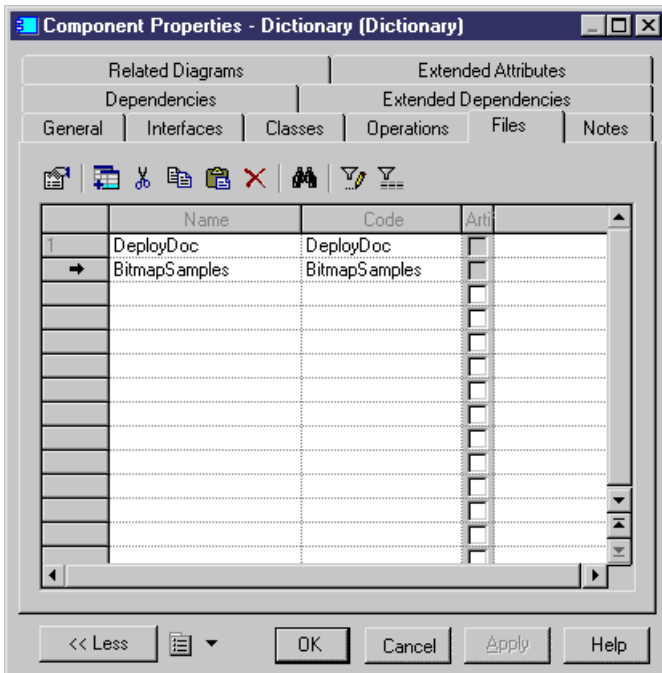 Component Properties - Dictionary (Dictionary)
Related Diagrams Extended Attributes
Dependencies Extended Dependencies
General Interfaces Classes Operations Files Notes
Name Code Arti
1 DeployDoc DeployDoc
BitmapSamples BitmapSamples
<< Less OK Cancel Apply Help